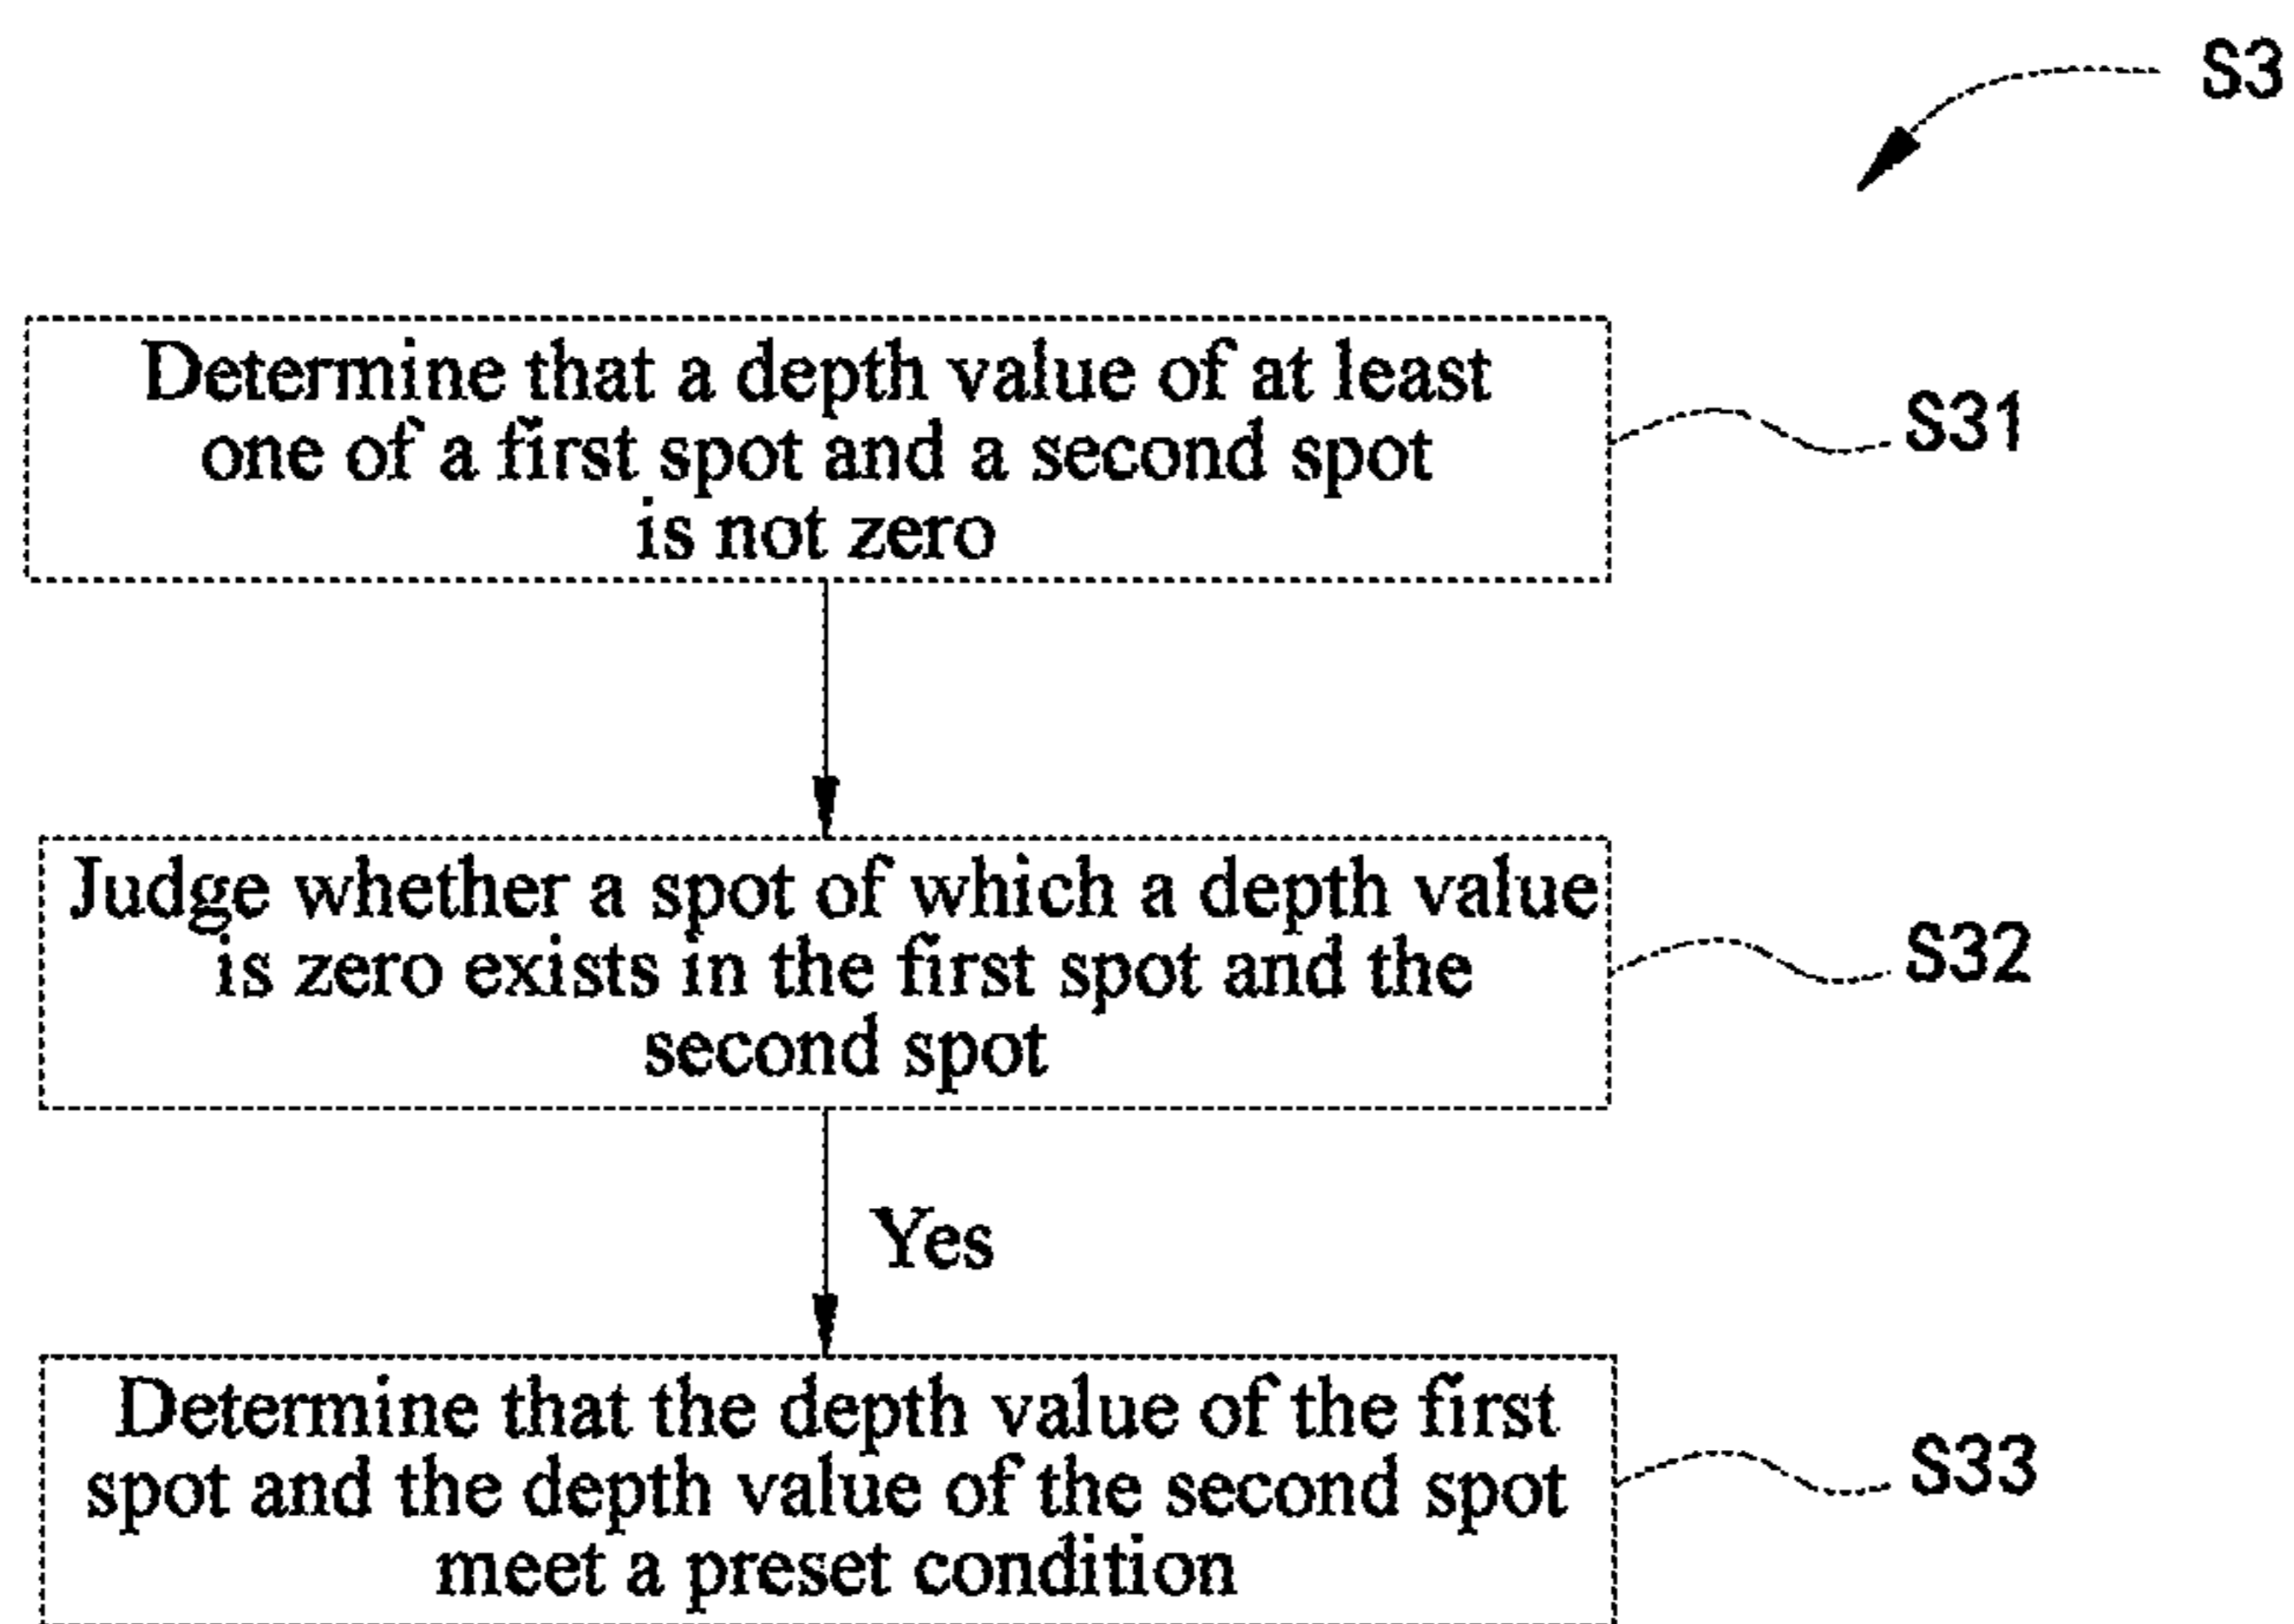 S3
Determine that a depth value of at least
one of a first spot and a second spot
is not zero
S31
Judge whether a spot of which a depth value
is zero exists in the first spot and the
second spot
S32
Yes
Determine that the depth value of the first
spot and the depth value of the second spot
meet a preset condition
S33